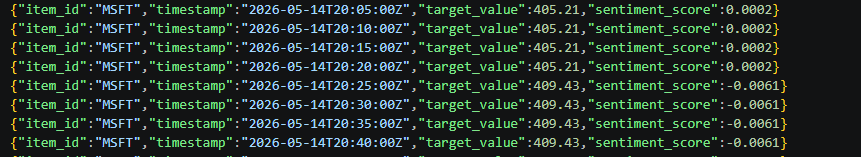 {"item_id":"MSFT","timestamp":"2026-05-14T20:05:00Z","target_value":405.21,"sentiment_score":0.0002}
{"item_id":"MSFT","timestamp":"2026-05-14T20:10:00Z","target_value":405.21,"sentiment_score":0.0002}
{"item_id":"MSFT","timestamp":"2026-05-14T20:15:00Z","target_value":405.21,"sentiment_score":0.0002}
{"item_id":"MSFT","timestamp":"2026-05-14T20:20:00Z","target_value":405.21,"sentiment_score":0.0002}
{"item_id":"MSFT","timestamp":"2026-05-14T20:25:00Z","target_value":409.43,"sentiment_score":-0.0061}
{"item_id":"MSFT","timestamp":"2026-05-14T20:30:00Z","target_value":409.43,"sentiment_score":-0.0061}
{"item_id":"MSFT","timestamp":"2026-05-14T20:35:00Z","target_value":409.43,"sentiment_score":-0.0061}
{"item_id":"MSFT","timestamp":"2026-05-14T20:40:00Z","target_value":409.43,"sentiment_score":-0.0061}